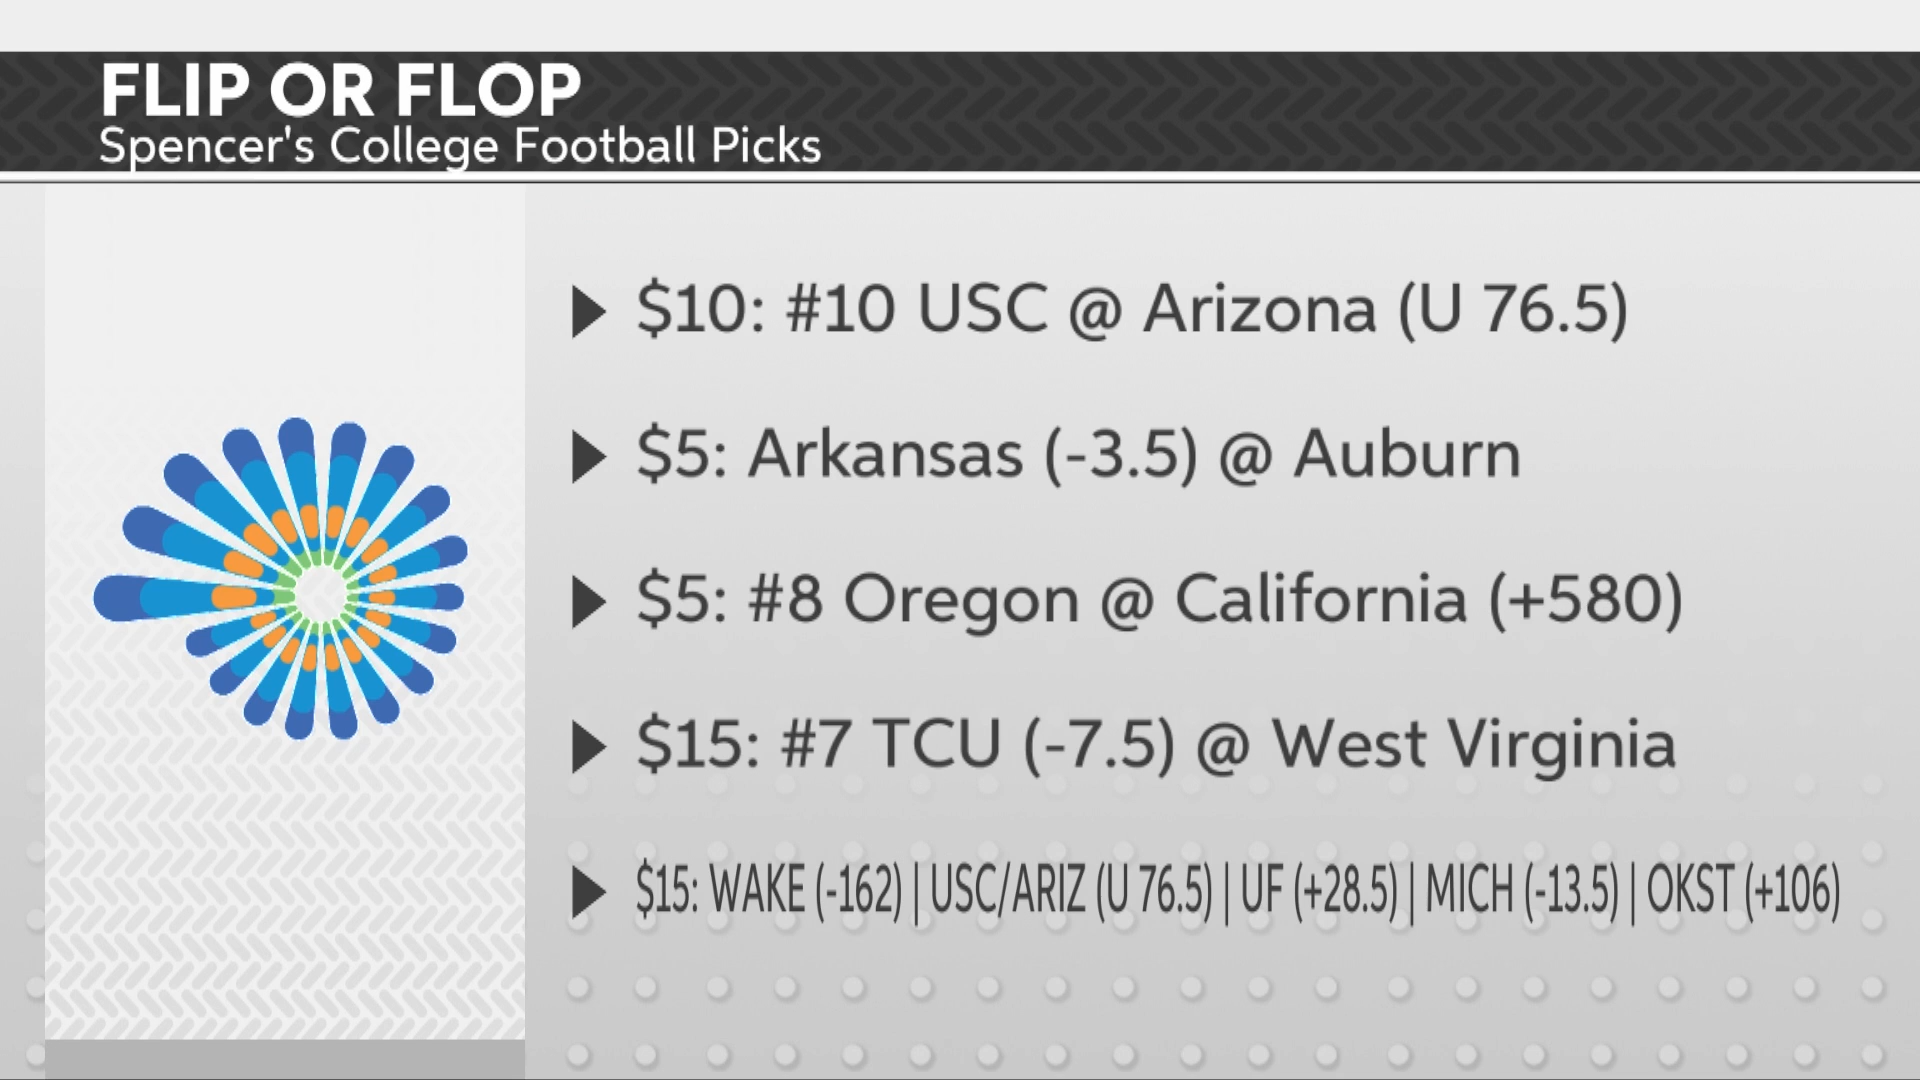 FLIP OR FLOP
Spencer's College Football Picks
$10: #10 USC @ Arizona (U 76.5)
$5: Arkansas (-3.5) @ Auburn
$5: #8 Oregon @ California (+580)
$15: #7 TCU (-7.5) @ West Virginia
$15: WAKE (-162) | USC/ARIZ (U 76.5) | UF (+28.5) | MICH (-13.5) | OKST (+106)